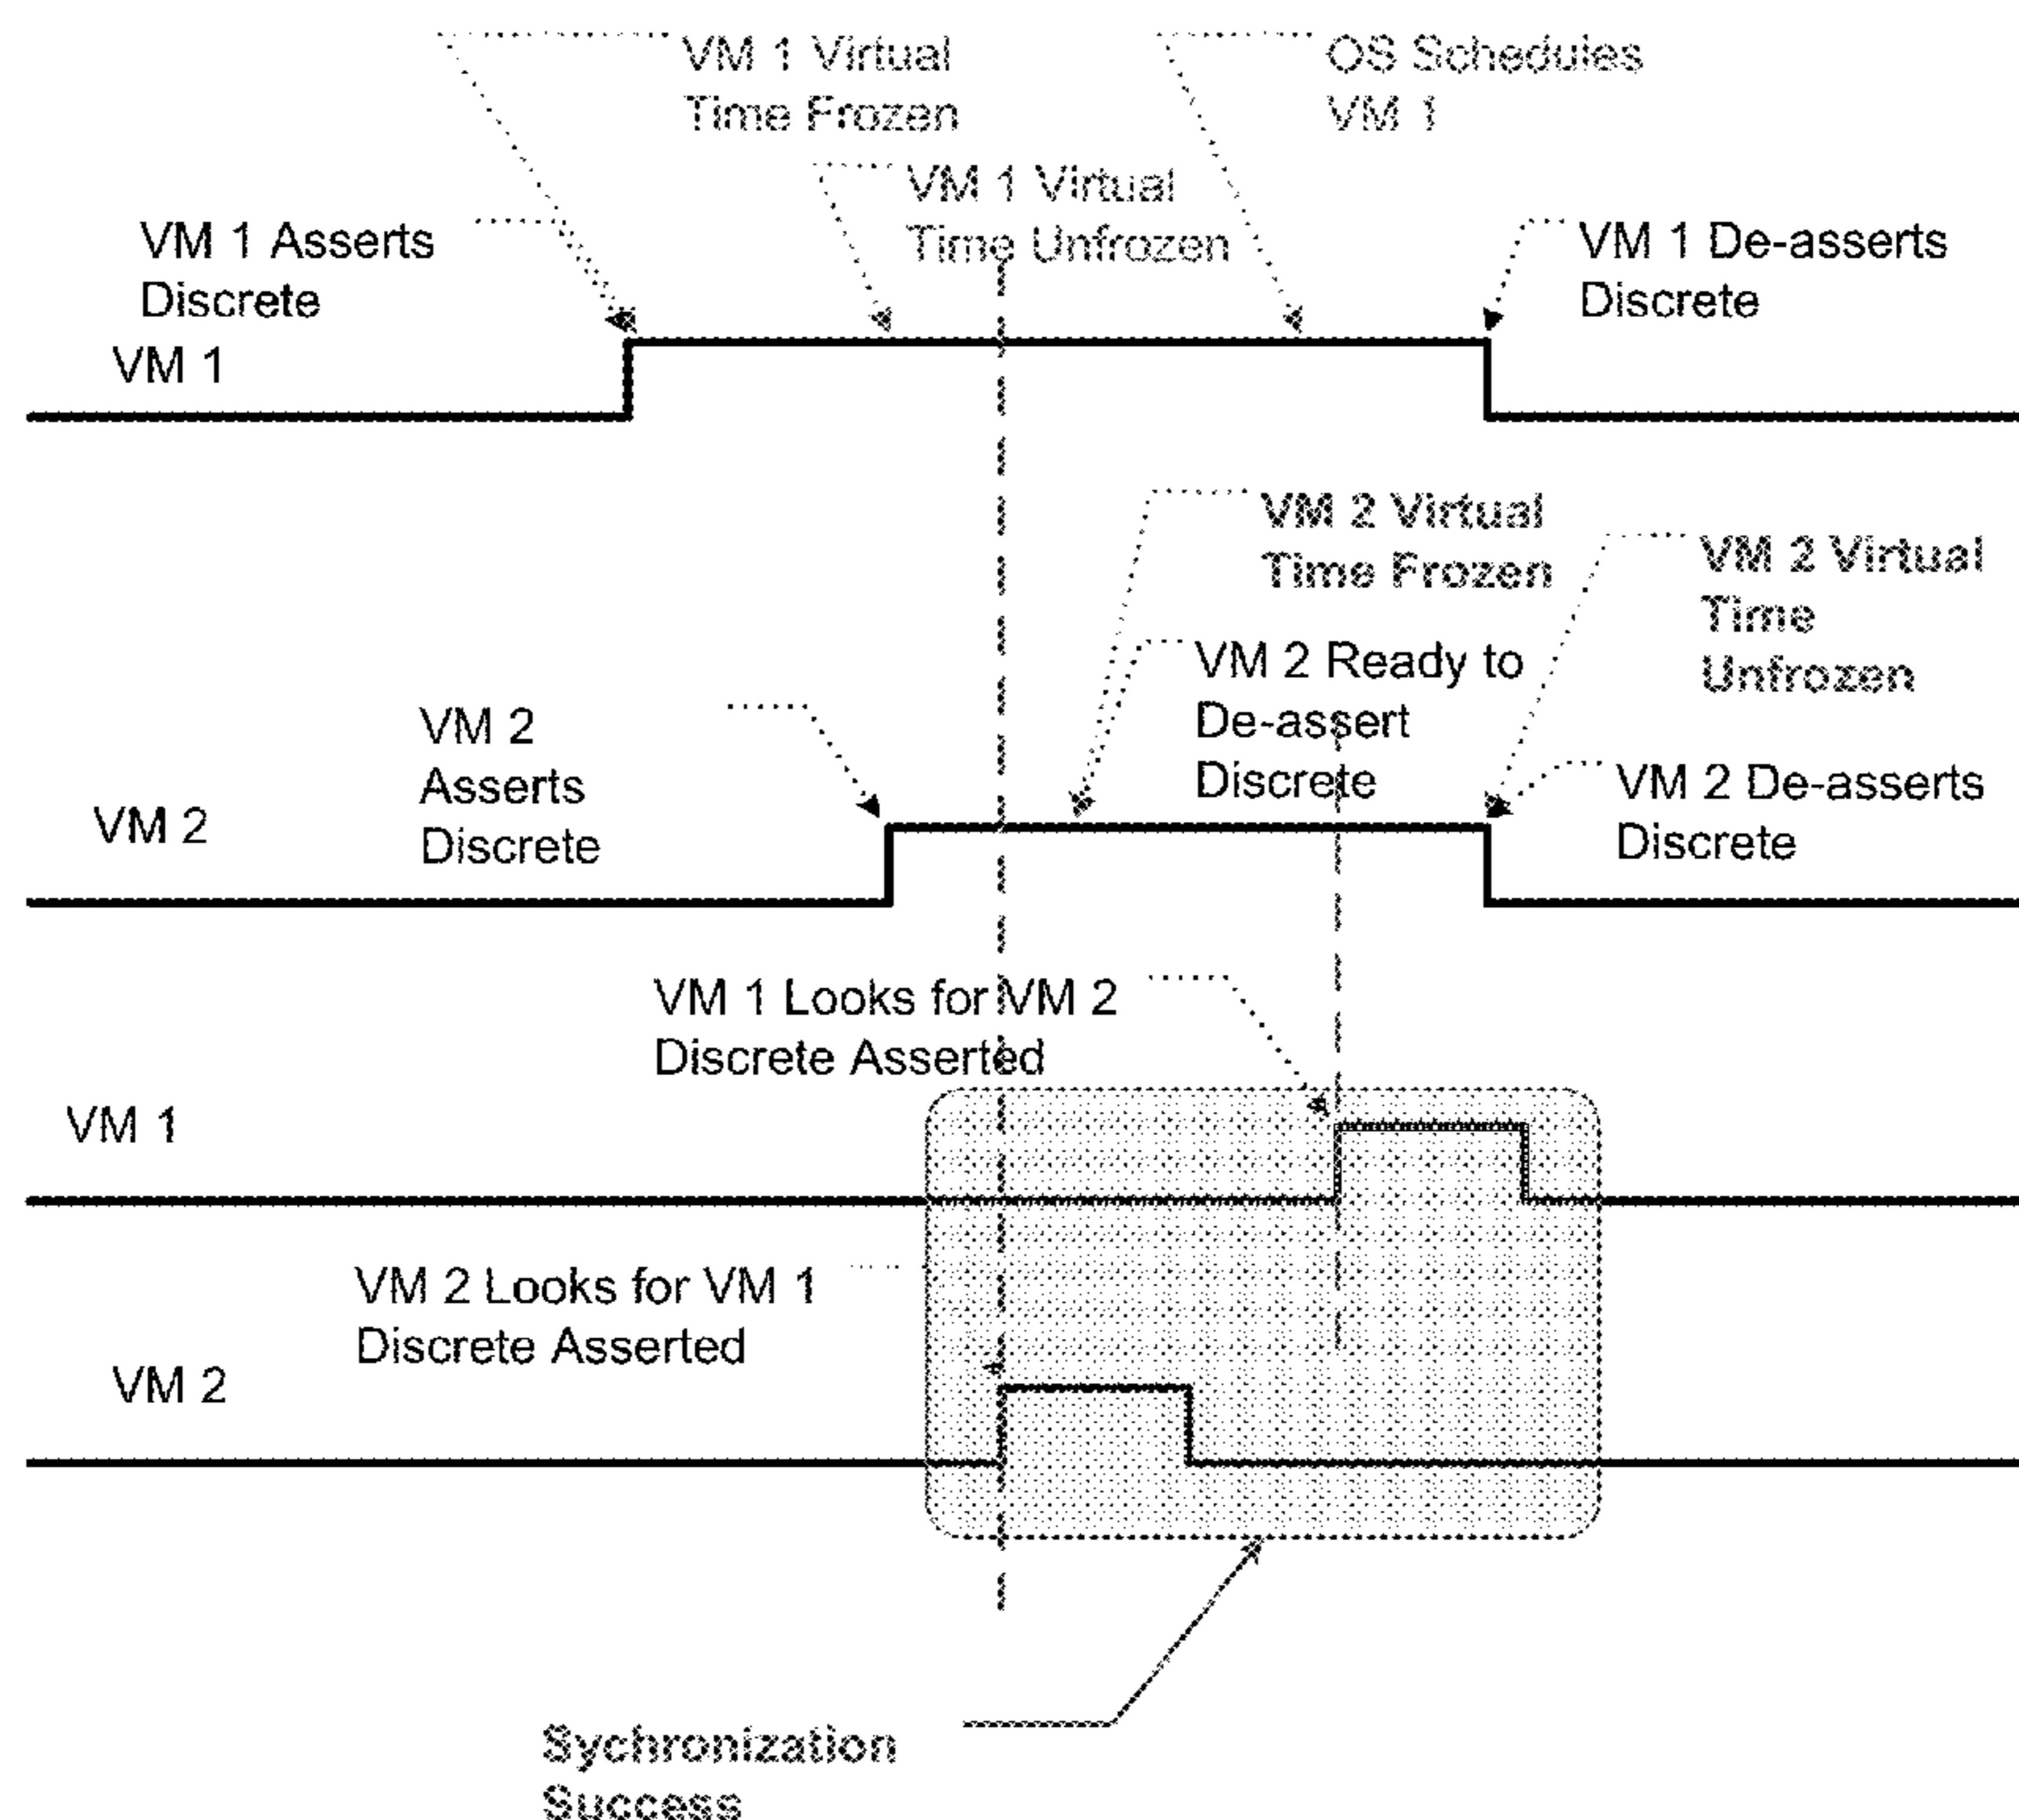 VM 1 Virtual
Time Frozen
OS Schedules
VM 1
VM 1 Virtual
Time Unfrozen
VM 1 Asserts
Discrete
VM 1 De-asserts
Discrete
VM 1
VM 2 Virtual
Time Frozen
VM 2 Virtual
Time
Unfrozen
VM 2 Ready to
De-assert
Discrete
VM 2
Asserts
Discrete
VM 2 De-asserts
Discrete
VM 2
VM 1 Looks for VM 2
Discrete Asserted
VM 1
VM 2 Looks for VM 1
Discrete Asserted
VM 2
Sychronization
Success